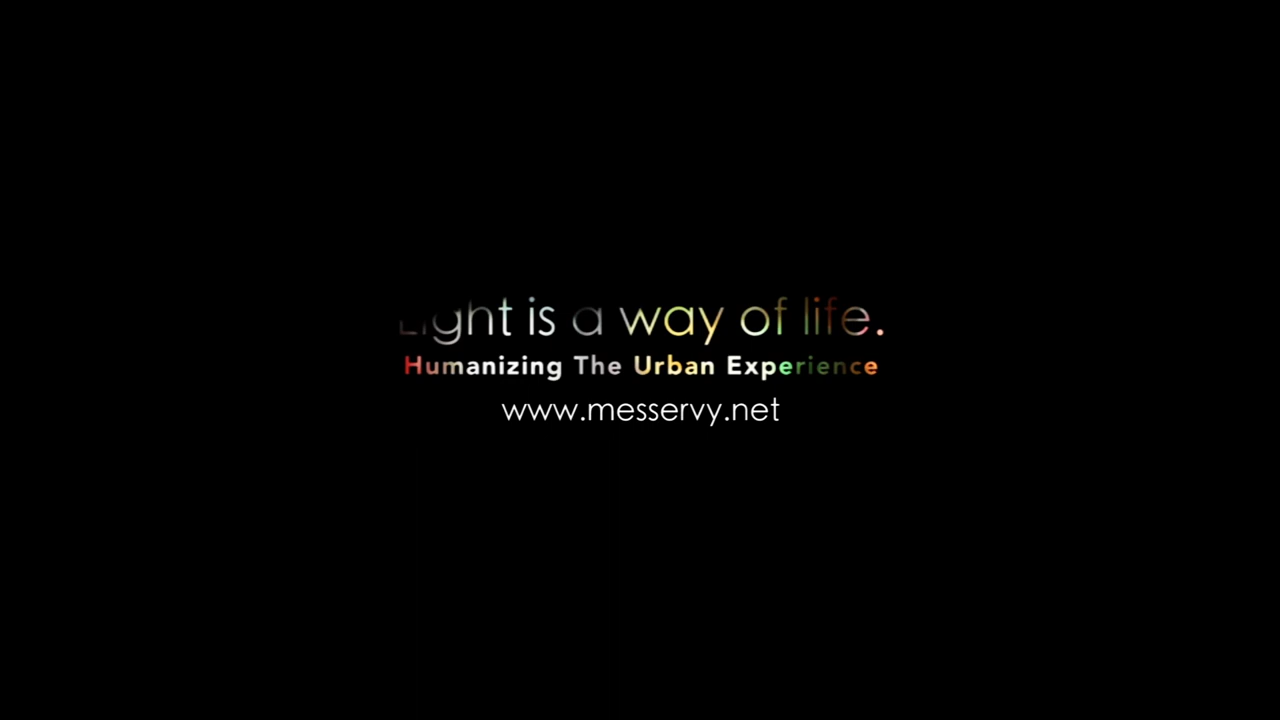 Light is a way of life.
Humanizing The Urban Experience
www.messervy.net